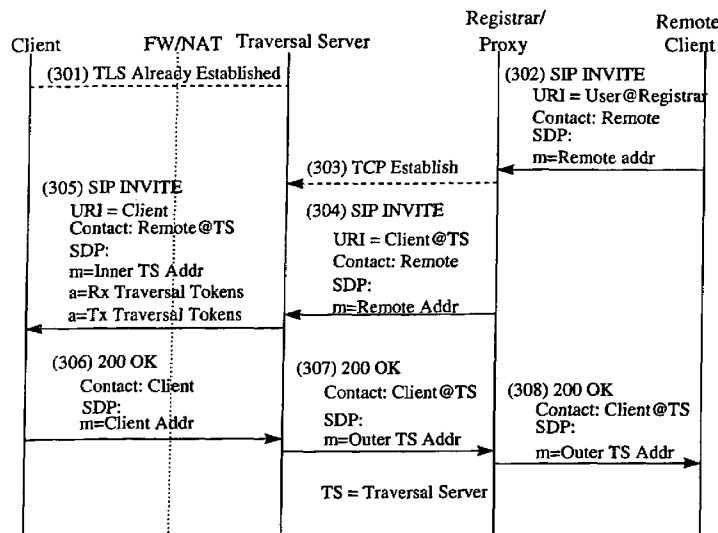 Client
FW/NAT
Traversal Server
Registrar/
Proxy
Remote
Client
(301) TLS Already Established
(302) SIP INVITE
URI = User@Registrar
Contact: Remote
SDP:
m=Remote addr
(303) TCP Establish
(304) SIP INVITE
URI = Client@TS
Contact: Remote
SDP:
m=Remote Addr
(305) SIP INVITE
URI = Client
Contact: Remote@TS
SDP:
m=Inner TS Addr
a=Rx Traversal Tokens
a=Tx Traversal Tokens
(306) 200 OK
Contact: Client
SDP:
m=Client Addr
(307) 200 OK
Contact: Client@TS
SDP:
m=Outer TS Addr
(308) 200 OK
Contact: Client@TS
SDP:
m=Outer TS Addr
TS = Traversal Server